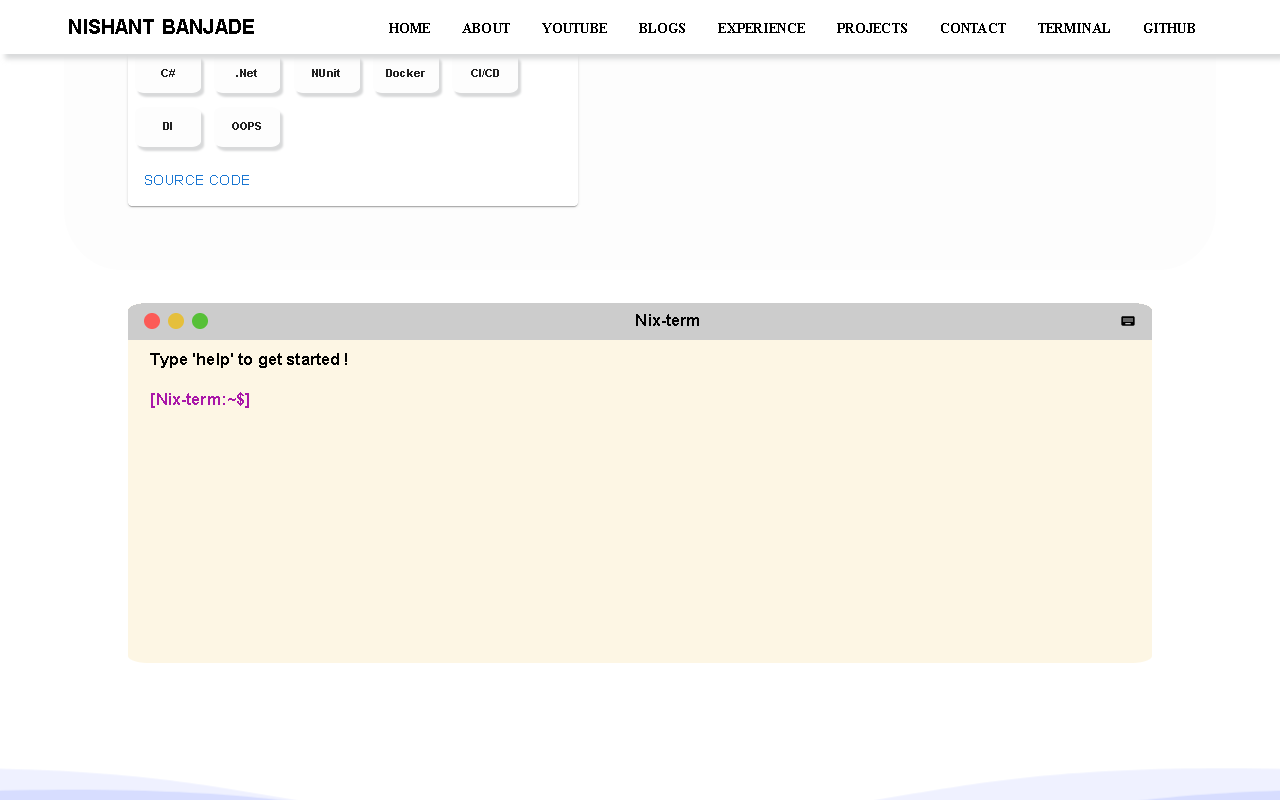 NISHANT BANJADE HOME ABOUT YOUTUBE BLOGS EXPERIENCE PROJECTS CONTACT TERMINAL GITHUB
C# .Net NUnit Docker CI/CD
DI OOPS
SOURCE CODE
Nix-term
Type 'help' to get started !
[Nix-term:~$]